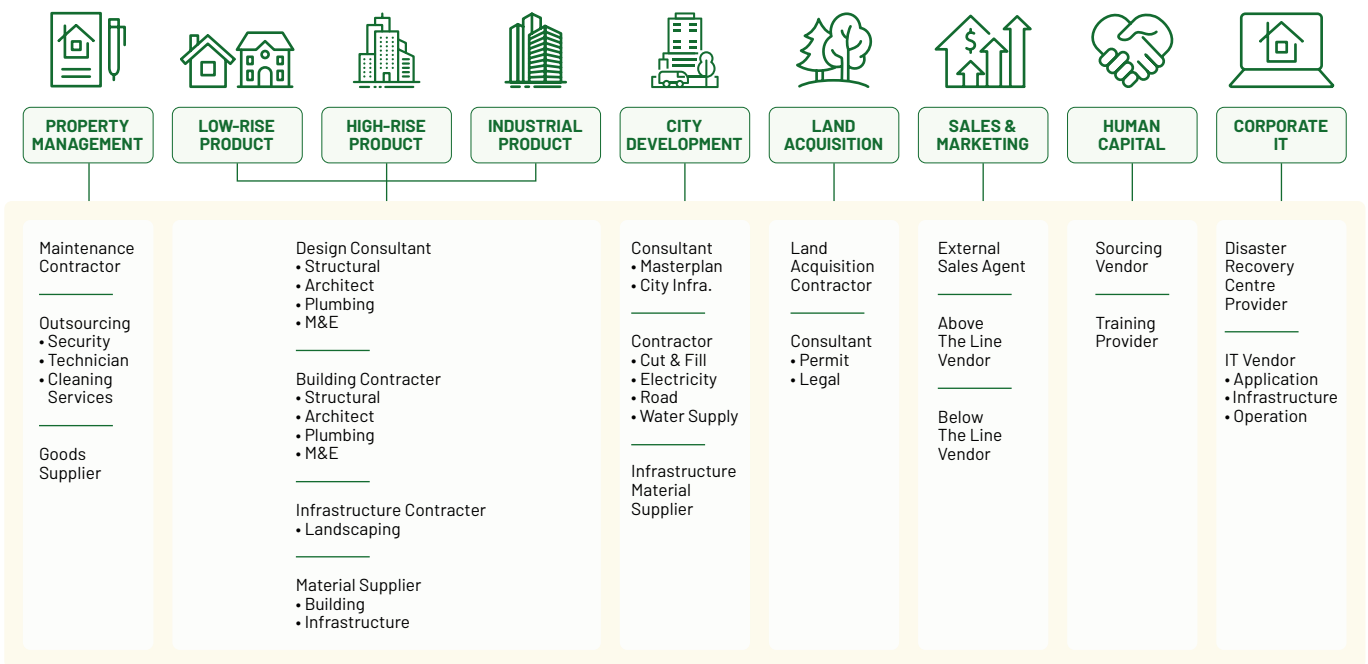 PROPERTY
MANAGEMENT
LOW-RISE
PRODUCT
HIGH-RISE
PRODUCT
INDUSTRIAL
PRODUCT
CITY
DEVELOPMENT
LAND
ACQUISITION
SALES &
MARKETING
HUMAN
CAPITAL
CORPORATE
IT
Maintenance
Contractor
Outsourcing
• Security
• Technician
• Cleaning
Services
Goods
Supplier
Design Consultant
• Structural
• Architect
• Plumbing
• M&E
Building Contracter
• Structural
• Architect
• Plumbing
• M&E
Infrastructure Contracter
• Landscaping
Material Supplier
• Building
• Infrastructure
Consultant
• Masterplan
• City Infra.
Contractor
• Cut & Fill
• Electricity
• Road
• Water Supply
Infrastructure
Material
Supplier
Land
Acquisition
Contractor
Consultant
• Permit
• Legal
External
Sales Agent
Above
The Line
Vendor
Below
The Line
Vendor
Sourcing
Vendor
Training
Provider
Disaster
Recovery
Centre
Provider
IT Vendor
• Application
• Infrastructure
• Operation